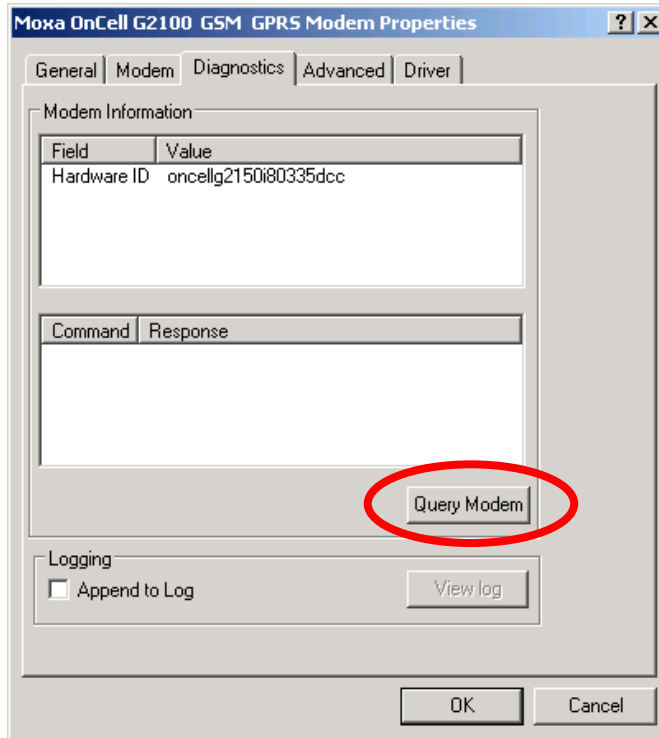 Moxa OnCell G2100 GSM GPRS Modem Properties
General Modem Diagnostics Advanced Driver
Modem Information
Field Value
Hardware ID oncellg2150i80335dcc
Command Response
Query Modem
Logging
Append to Log View log
OK Cancel